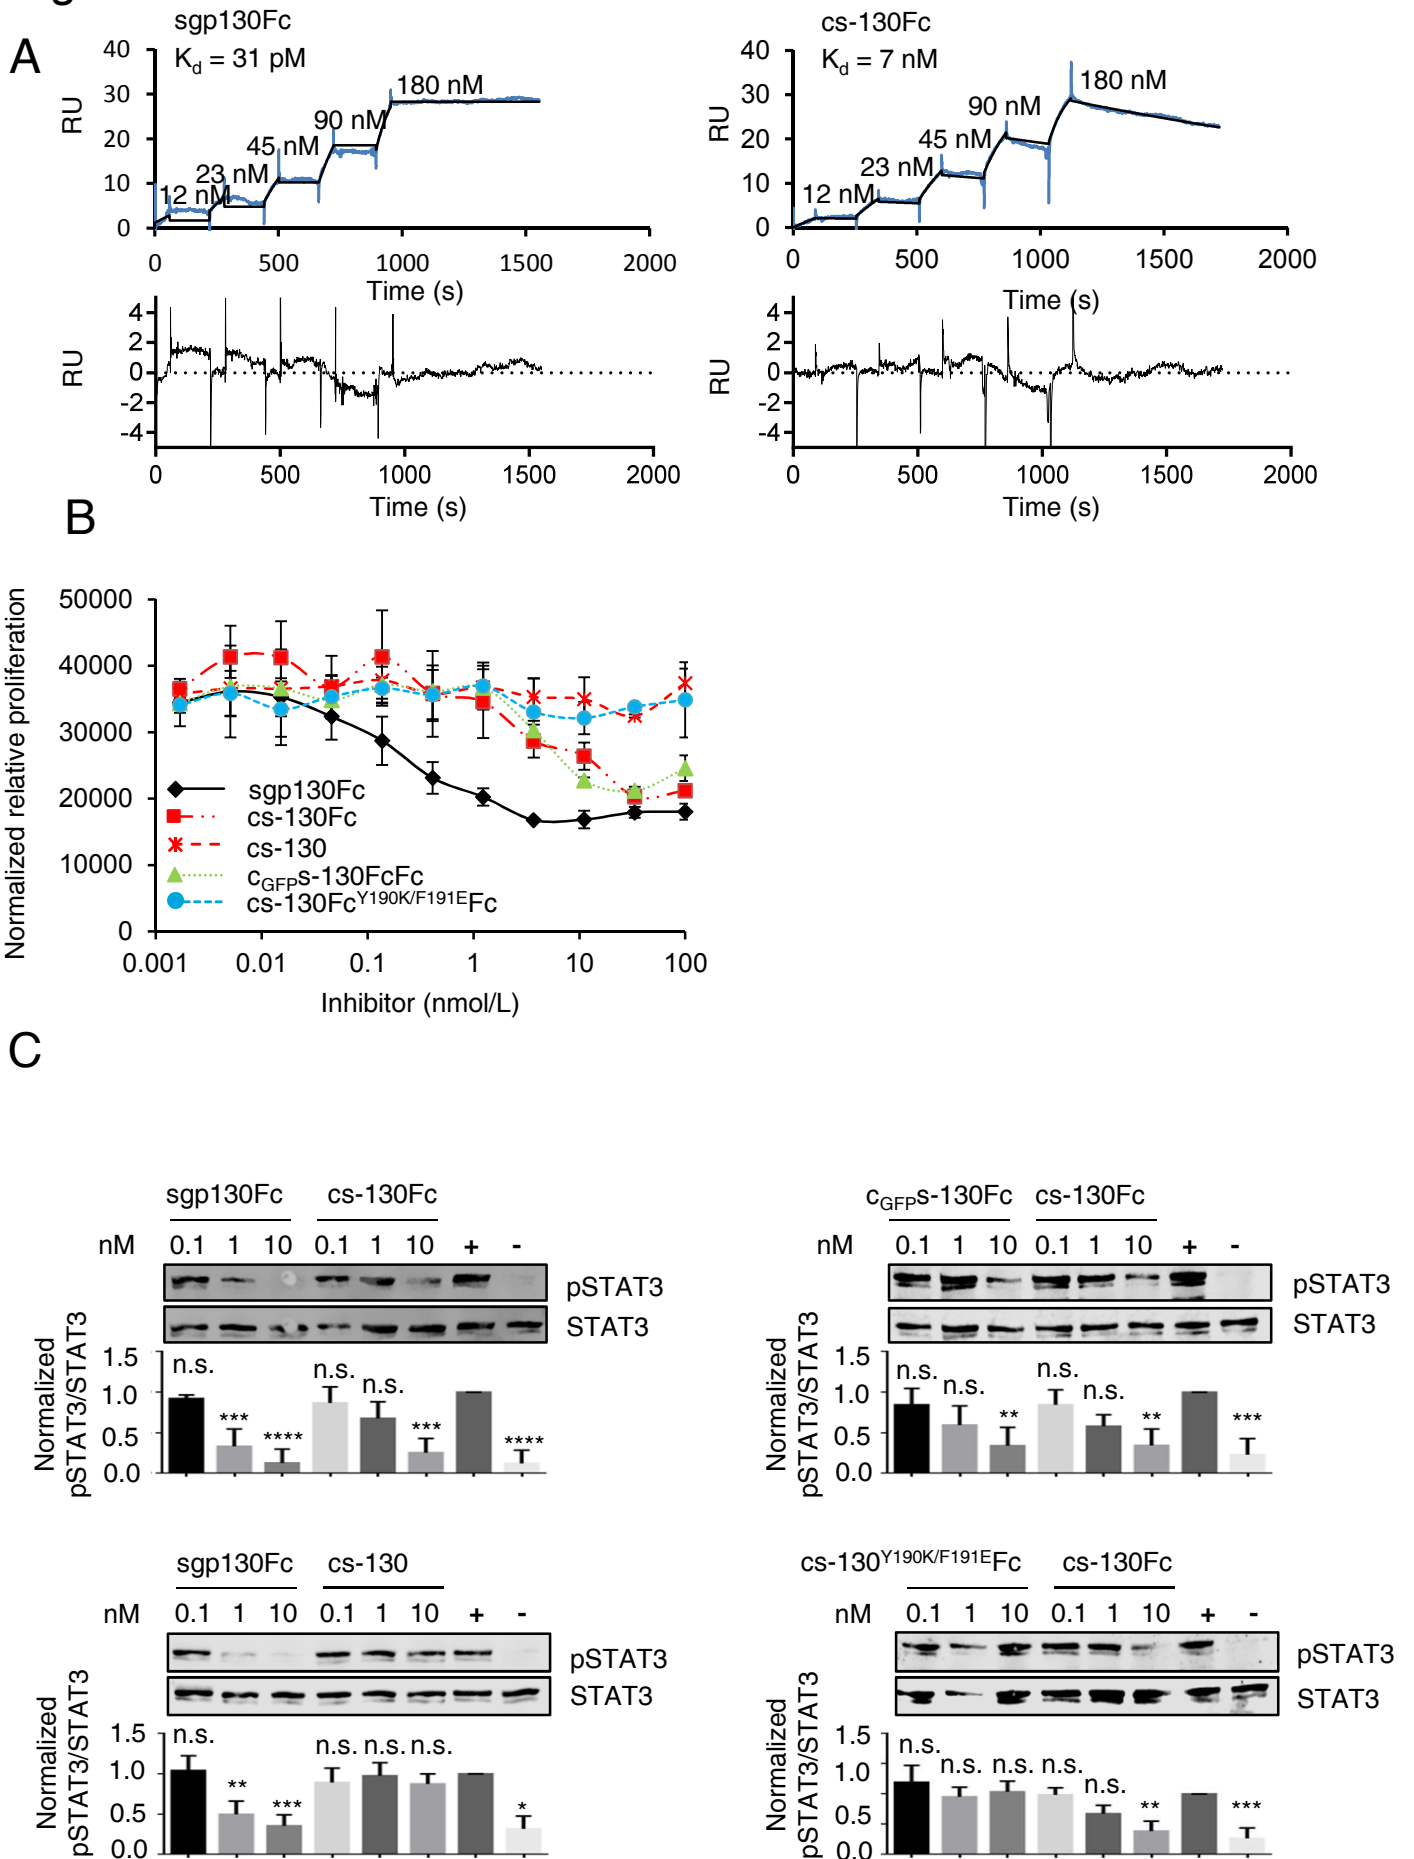 A
sgp130Fc
Kd = 31 pM
RU
40
30
20
10
0
12 nM
23 nM
45 nM
90 nM
180 nM
0 500 1000 1500 2000
Time (s)
RU
4
2
0
-2
-4
0 500 1000 1500 2000
Time (s)
cs-130Fc
Kd = 7 nM
RU
40
30
20
10
0
12 nM
23 nM
45 nM
90 nM
180 nM
0 500 1000 1500 2000
Time (s)
RU
4
2
0
-2
-4
0 500 1000 1500 2000
Time (s)
B
Normalized relative proliferation
50000
40000
30000
20000
10000
0
sgp130Fc
cs-130Fc
cs-130
cGFPs-130FcFc
cs-130FcY190K/F191EFc
0.001 0.01 0.1 1 10 100
Inhibitor (nmol/L)
C
sgp130Fc cs-130Fc
nM 0.1 1 10 0.1 1 10 + -
pSTAT3
STAT3
Normalized
pSTAT3/STAT3
1.5
1.0
0.5
0.0
n.s. *** **** n.s. n.s. *** ****
cGFPs-130Fc cs-130Fc
nM 0.1 1 10 0.1 1 10 + -
pSTAT3
STAT3
Normalized
pSTAT3/STAT3
1.5
1.0
0.5
0.0
n.s. n.s. ** n.s. n.s. ** ***
sgp130Fc cs-130
nM 0.1 1 10 0.1 1 10 + -
pSTAT3
STAT3
Normalized
pSTAT3/STAT3
1.5
1.0
0.5
0.0
n.s. ** *** n.s. n.s. n.s. *
cs-130Y190K/F191EFc cs-130Fc
nM 0.1 1 10 0.1 1 10 + -
pSTAT3
STAT3
Normalized
pSTAT3/STAT3
1.5
1.0
0.5
0.0
n.s. n.s. n.s. n.s. n.s. ** ***